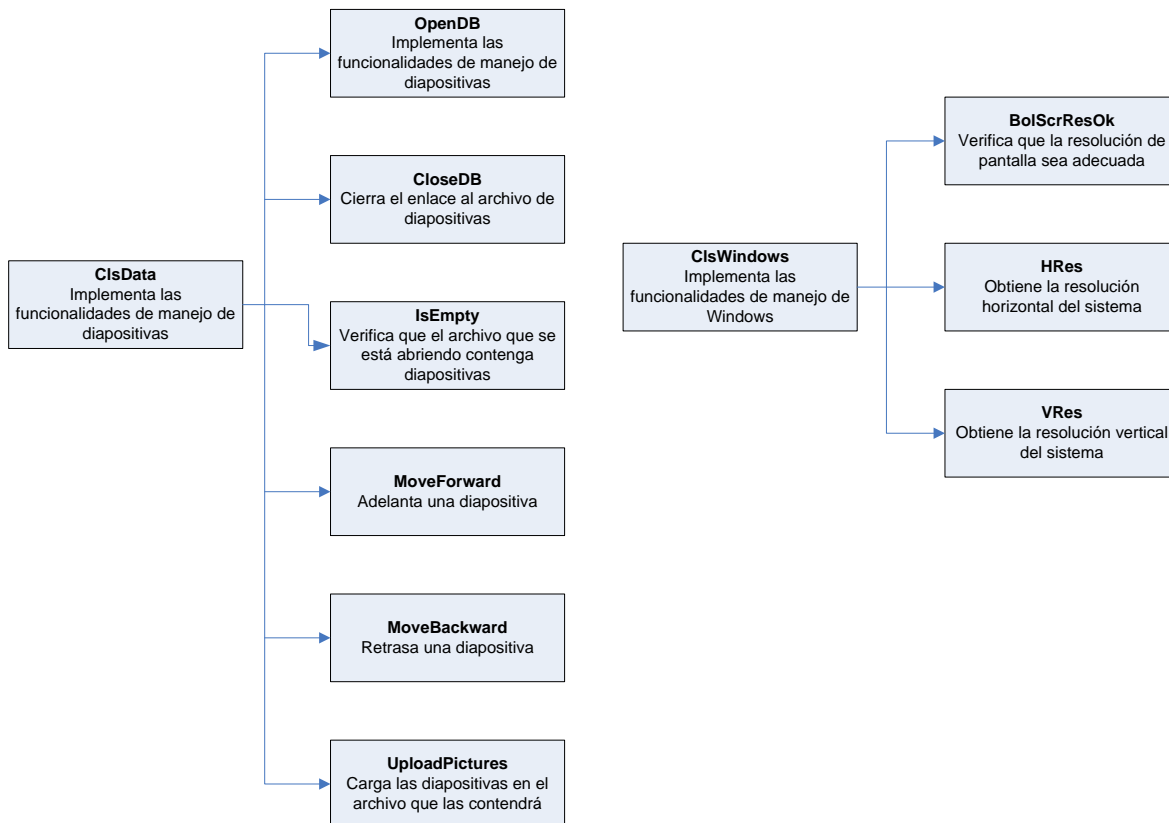 OpenDB
Implementa las
funcionalidades de manejo de
diapositivas
CloseDB
Cierra el enlace al archivo de
diapositivas
ClsData
Implementa las
funcionalidades de manejo de
diapositivas
IsEmpty
Verifica que el archivo que se
está abriendo contenga
diapositivas
MoveForward
Adelanta una diapositiva
MoveBackward
Retrasa una diapositiva
UploadPictures
Carga las diapositivas en el
archivo que las contendrá
ClsWindows
Implementa las
funcionalidades de manejo de
Windows
BolScrResOk
Verifica que la resolución de
pantalla sea adecuada
HRes
Obtiene la resolución
horizontal del sistema
VRes
Obtiene la resolución vertical
del sistema